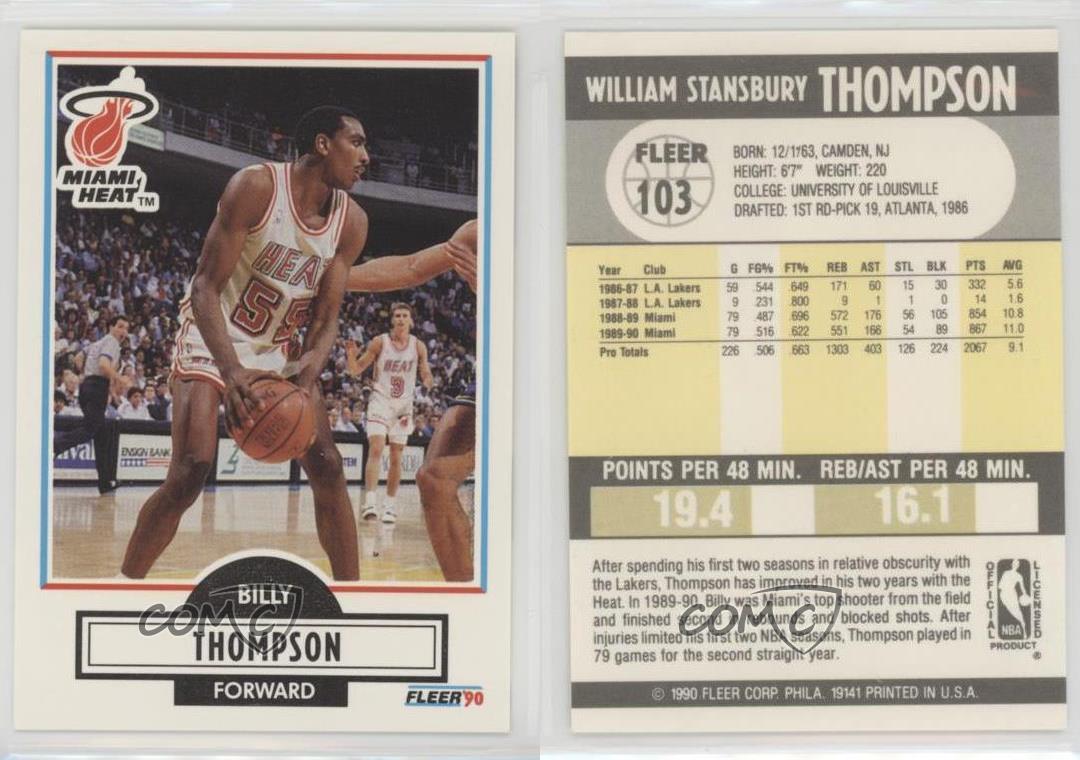 MIAMI
HEAT
TM
HEAT
55
HEAT
3
ENSIGN BANK
BILLY
THOMPSON
FORWARD
FLEER '90
COMC
WILLIAM STANSBURY THOMPSON
FLEER
103
BORN: 12/1/63, CAMDEN, NJ
HEIGHT: 6'7" WEIGHT: 220
COLLEGE: UNIVERSITY OF LOUISVILLE
DRAFTED: 1ST RD-PICK 19, ATLANTA, 1986
Year Club G FG% FT% REB AST STL BLK PTS AVG
1986-87 L.A. Lakers 59 .544 .649 171 60 15 30 332 5.6
1987-88 L.A. Lakers 9 .231 .800 9 1 1 0 14 1.6
1988-89 Miami 79 .487 .696 572 176 56 105 854 10.8
1989-90 Miami 79 .516 .622 551 166 54 89 867 11.0
Pro Totals 226 .506 .663 1303 403 126 224 2067 9.1
POINTS PER 48 MIN. REB/AST PER 48 MIN.
19.4 16.1
After spending his first two seasons in relative obscurity with
the Lakers, Thompson has improved in his two years with the
Heat. In 1989-90, Billy was Miami's top shooter from the field
and finished second in rebounds and blocked shots. After
injuries limited his first two NBA seasons, Thompson played in
79 games for the second straight year.
OFFICIAL
LICENSED
NBA
PRODUCT ®
COMC
© 1990 FLEER CORP. PHILA. 19141 PRINTED IN U.S.A.